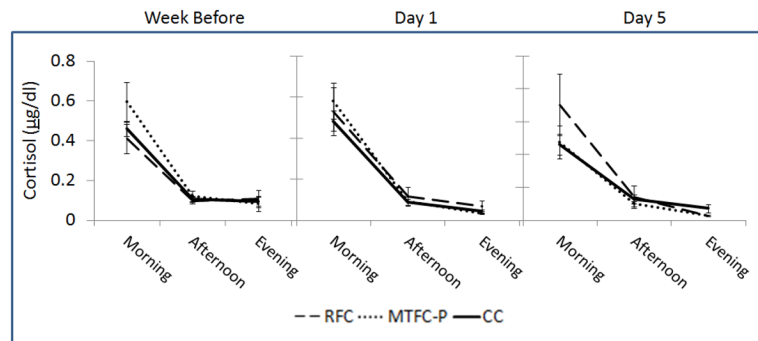 Week Before Day 1 Day 5
Cortisol (µg/dl)
0.8
0.6
0.4
0.2
0
Morning Afternoon Evening Morning Afternoon Evening Morning Afternoon Evening
RFC MTFC-P CC